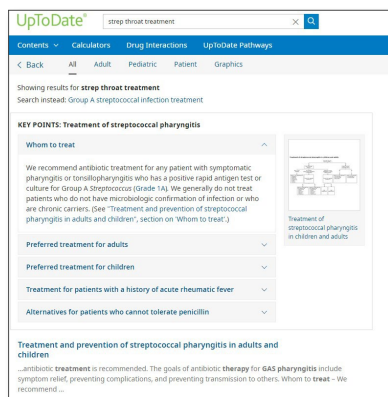 UpToDate®
strep throat treatment
Contents Calculators Drug Interactions UpToDate Pathways
< Back All Adult Pediatric Patient Graphics
Showing results for strep throat treatment
Search instead: Group A streptococcal infection treatment
KEY POINTS: Treatment of streptococcal pharyngitis
Whom to treat
We recommend antibiotic treatment for any patient with symptomatic
pharyngitis or tonsillopharyngitis who has a positive rapid antigen test or
culture for Group A Streptococcus (Grade 1A). We generally do not treat
patients who do not have microbiologic confirmation of infection or who
are chronic carriers. (See "Treatment and prevention of streptococcal
pharyngitis in adults and children", section on 'Whom to treat'.)
Treatment of
streptococcal pharyngitis
in children and adults
Preferred treatment for adults
Preferred treatment for children
Treatment for patients with a history of acute rheumatic fever
Alternatives for patients who cannot tolerate penicillin
Treatment and prevention of streptococcal pharyngitis in adults and
children
...antibiotic treatment is recommended. The goals of antibiotic therapy for GAS pharyngitis include
symptom relief, preventing complications, and preventing transmission to others. Whom to treat – We
recommend ...